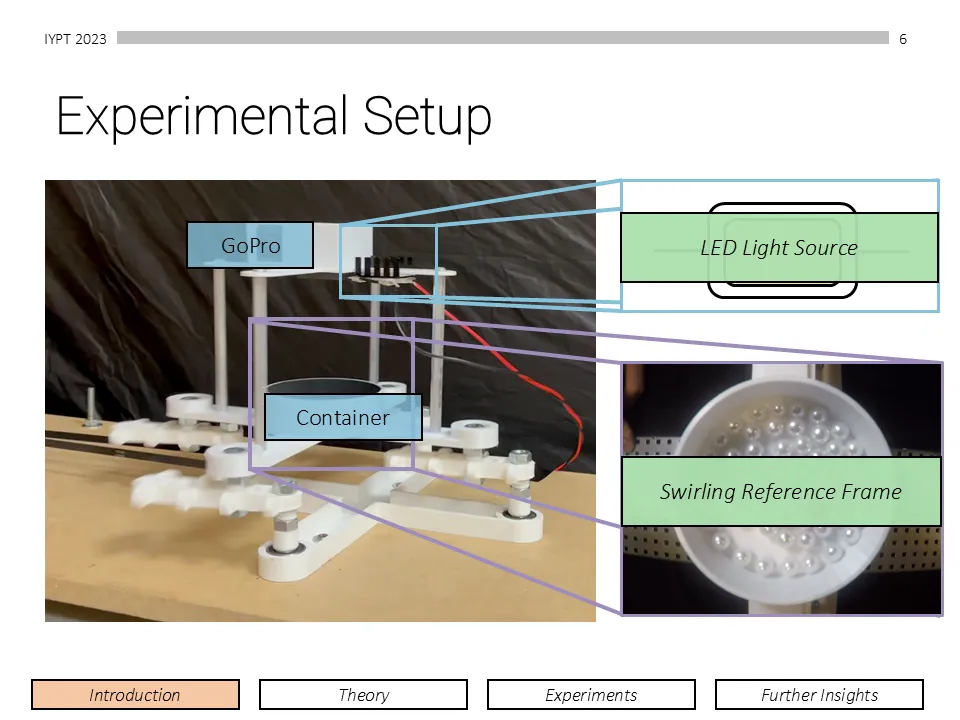 IYPT 2023
6
Experimental Setup
GoPro
LED Light Source
Container
Swirling Reference Frame
Introduction
Theory
Experiments
Further Insights